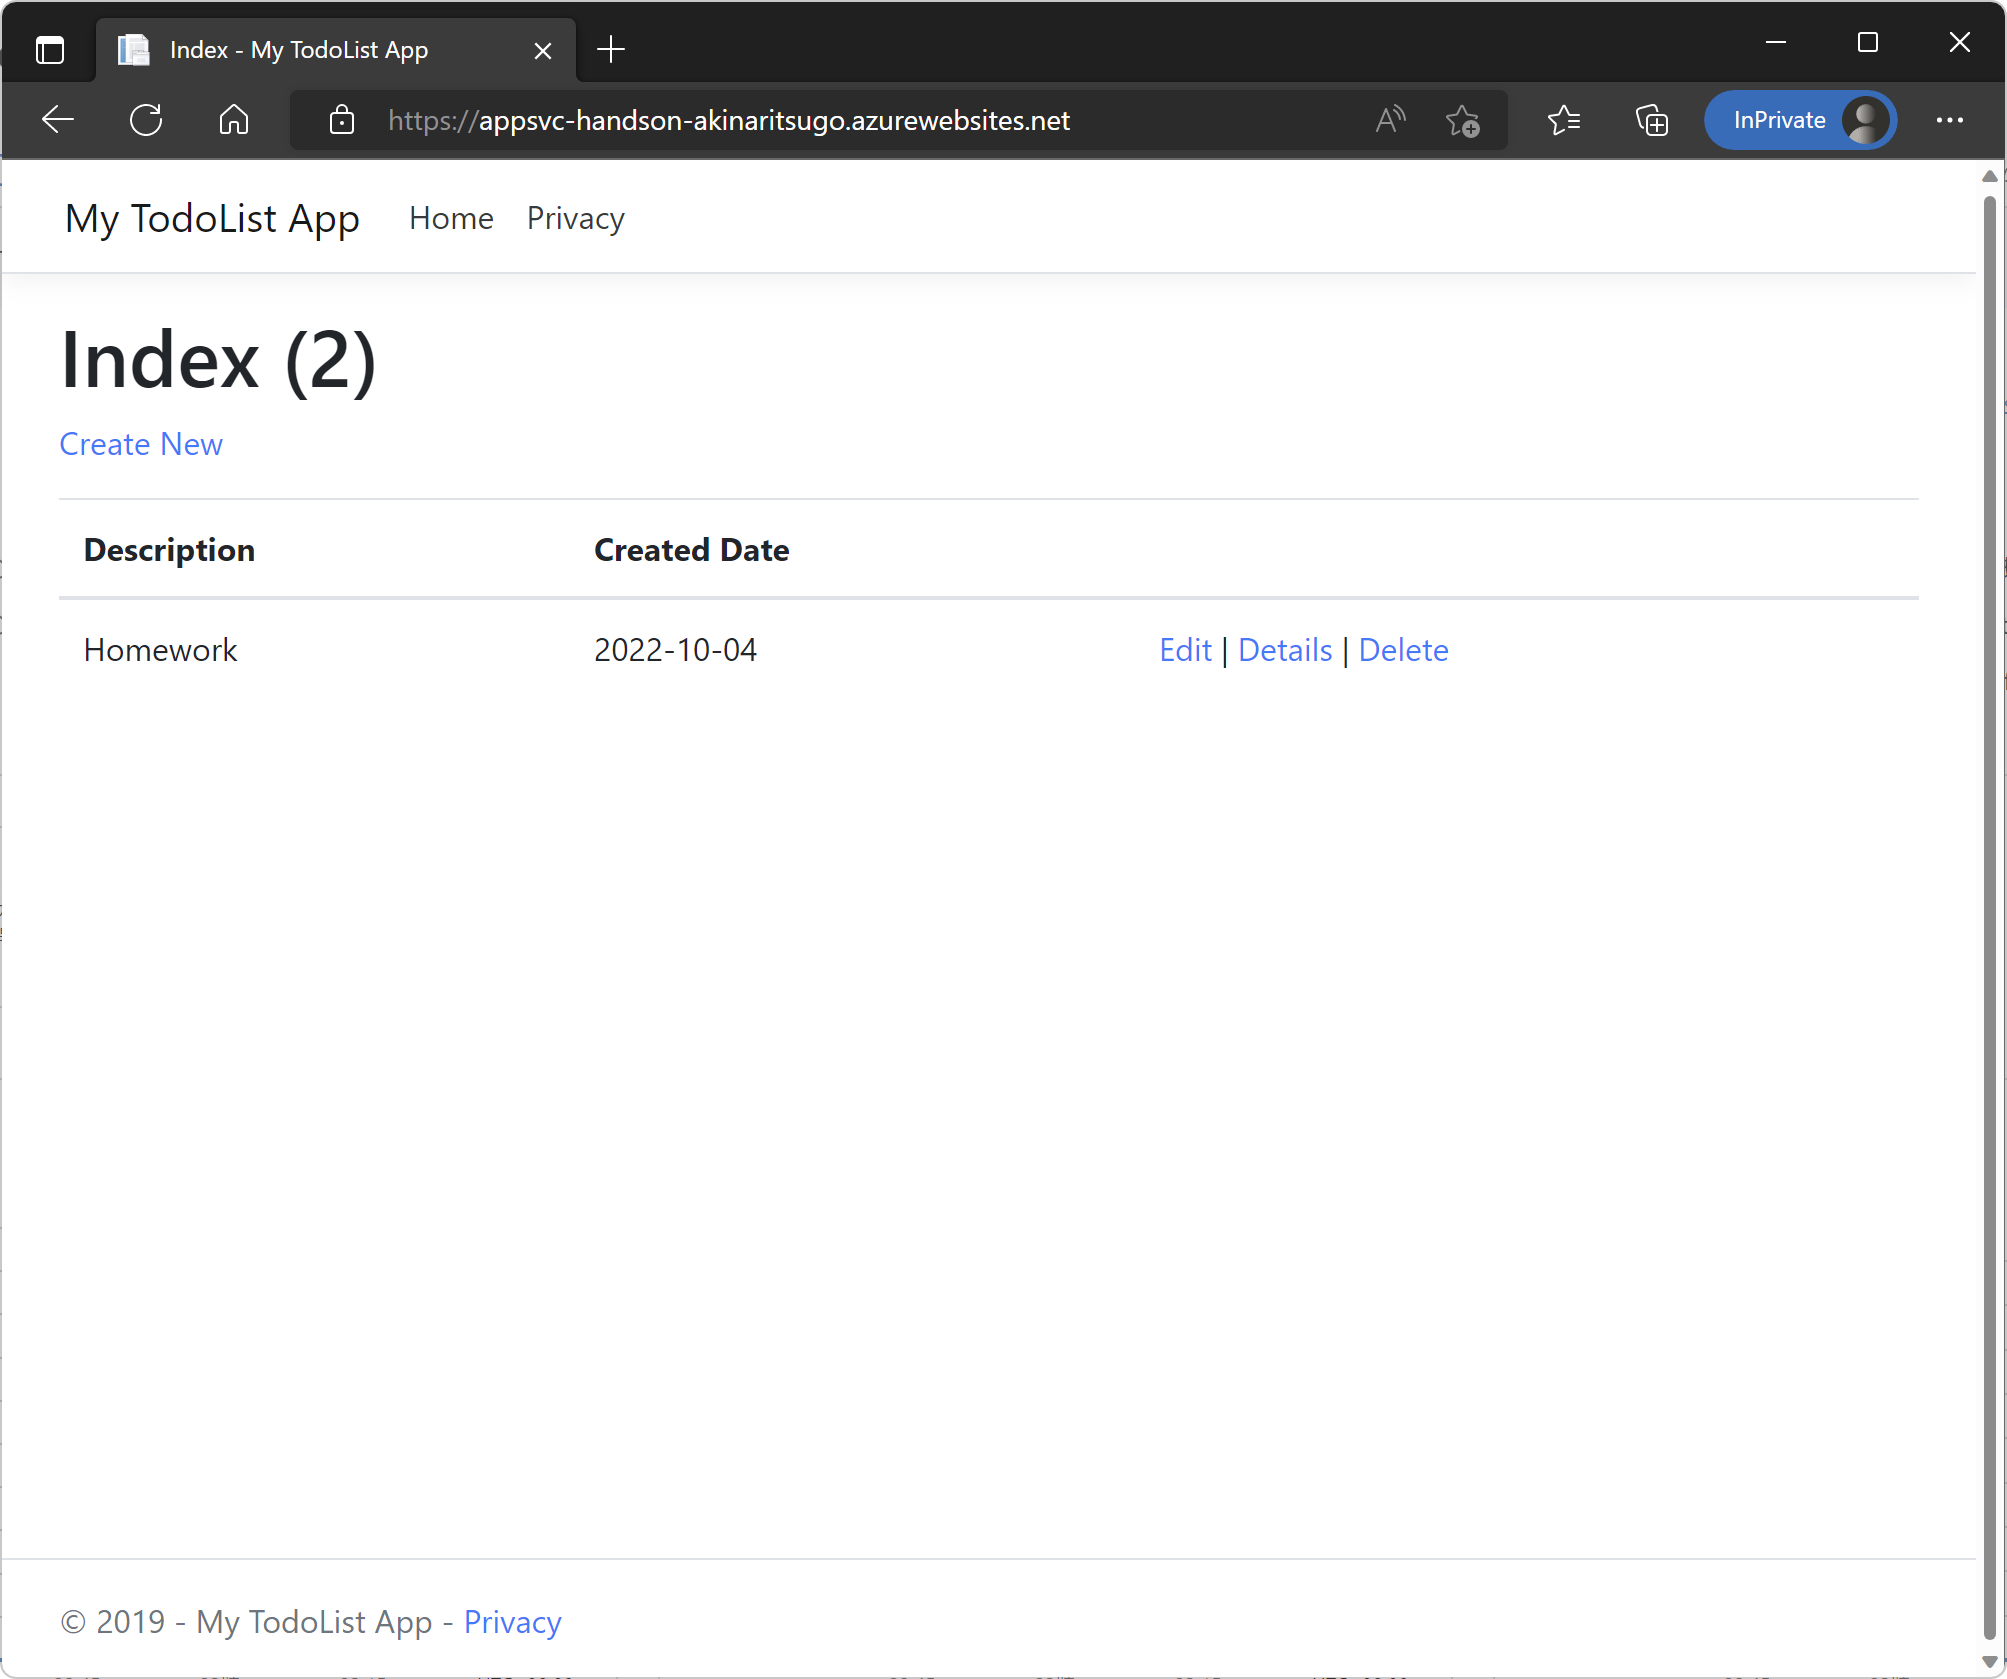 Index - My TodoList App
https://appsvc-handson-akinaritsugo.azurewebsites.net
InPrivate
My TodoList App Home Privacy
Index (2)
Create New
Description Created Date
Homework 2022-10-04 Edit | Details | Delete
© 2019 - My TodoList App - Privacy